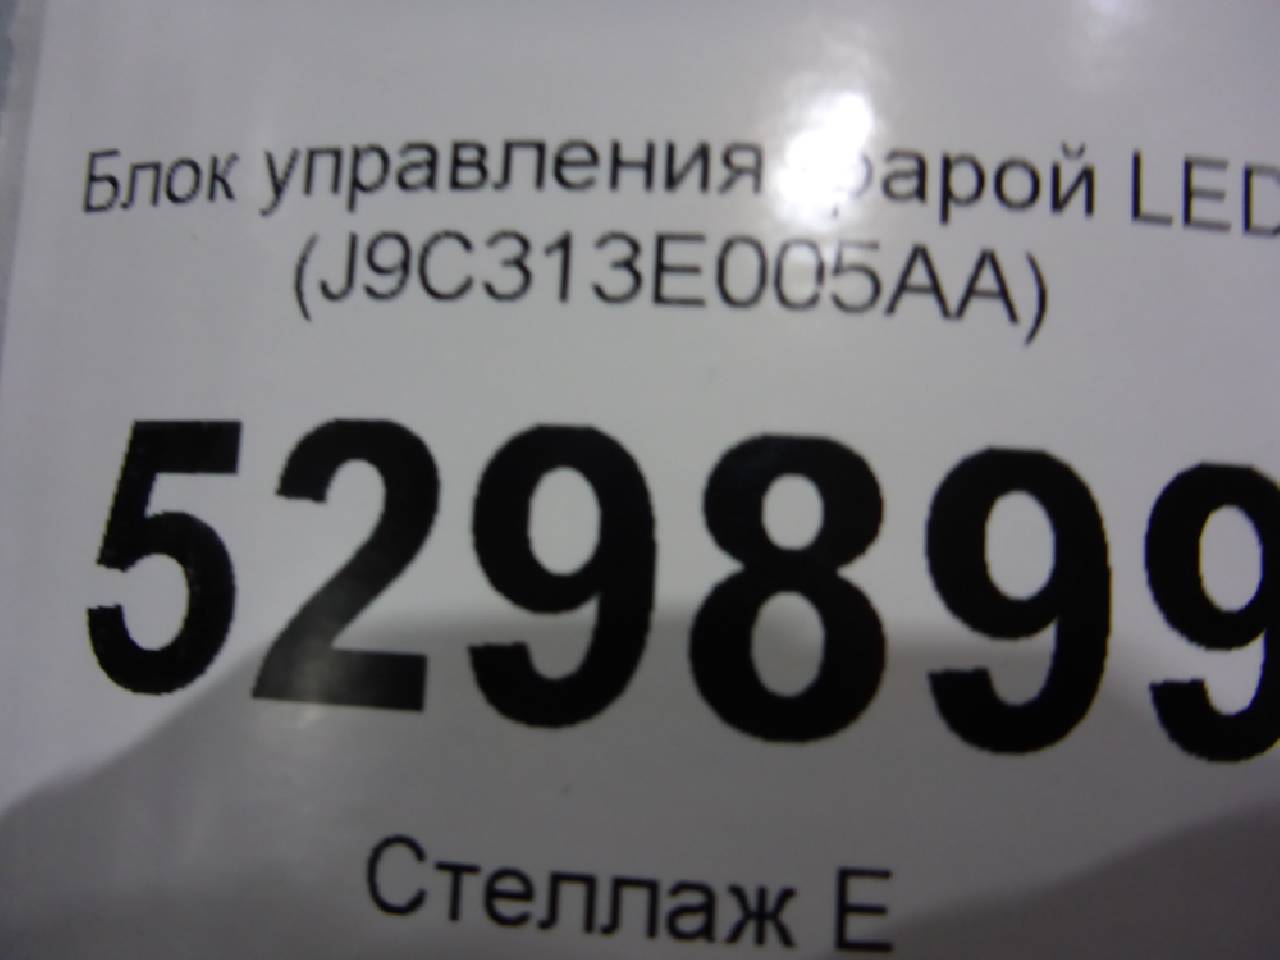 Блок управления фарой LED
(J9C313E005AA)
529899
Стеллаж E